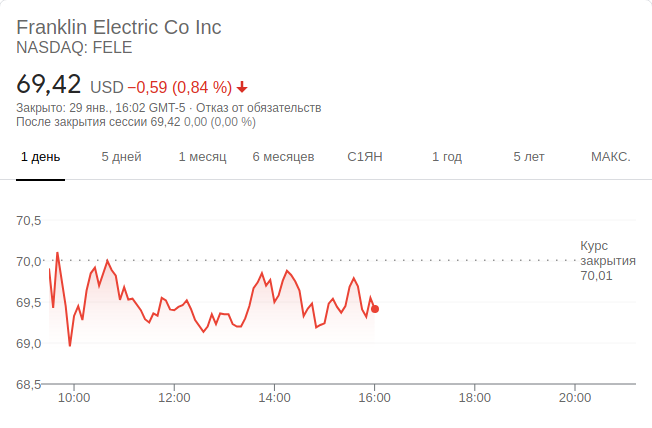 Franklin Electric Co Inc
NASDAQ: FELE
69,42 USD −0,59 (0,84 %)
Закрыто: 29 янв., 16:02 GMT-5 · Отказ от обязательств
После закрытия сессии 69,42 0,00 (0,00 %)
1 день 5 дней 1 месяц 6 месяцев С1ЯН 1 год 5 лет МАКС.
70,5
Курс
закрытия
70,01
70,0
69,5
69,0
68,5
10:00 12:00 14:00 16:00 18:00 20:00